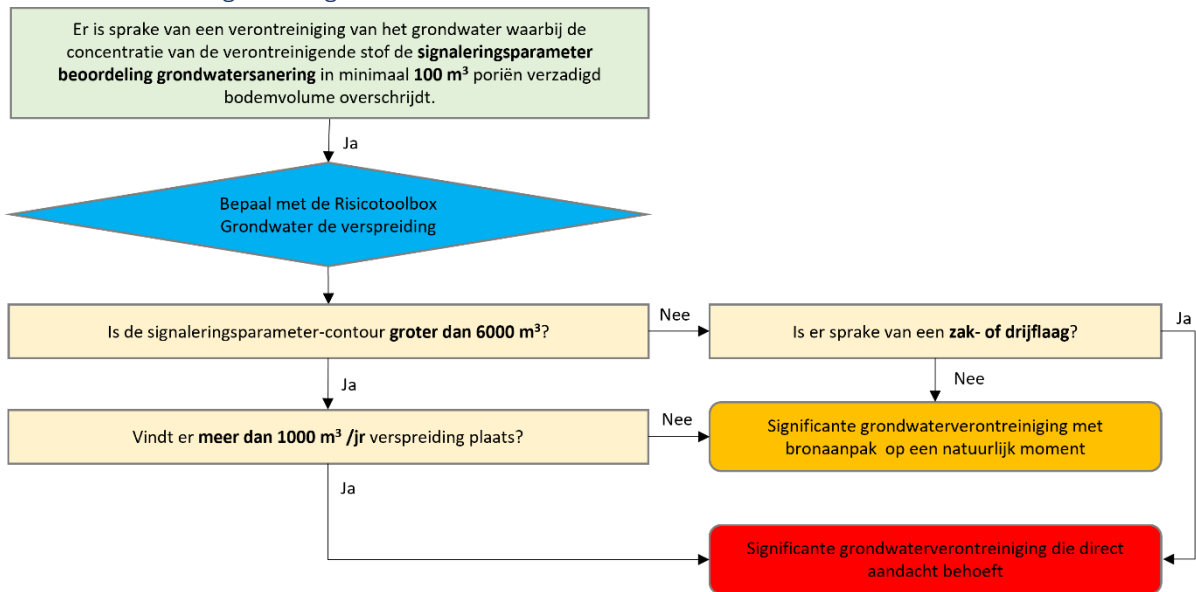 Er is sprake van een verontreiniging van het grondwater waarbij de
concentratie van de verontreinigende stof de signaleringsparameter
beoordeling grondwatersanering in minimaal 100 m³ poriën verzadigd
bodemvolume overschrijdt.
Ja
Bepaal met de Risicotoolbox
Grondwater de verspreiding
Is de signaleringsparameter-contour groter dan 6000 m³?
Nee
Is er sprake van een zak- of drijflaag?
Ja
Ja
Nee
Vindt er meer dan 1000 m³ /jr verspreiding plaats?
Nee
Significante grondwaterverontreiniging met
bronaanpak op een natuurlijk moment
Ja
Significante grondwaterverontreiniging die direct
aandacht behoeft